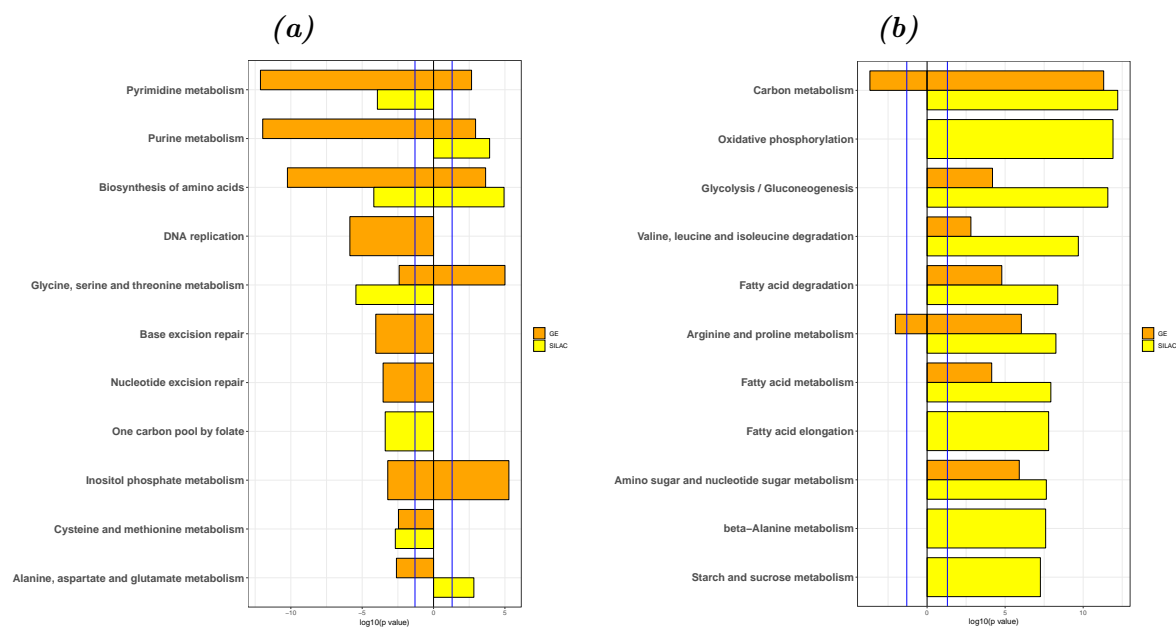 (a)
Pyrimidine metabolism
Purine metabolism
Biosynthesis of amino acids
DNA replication
Glycine, serine and threonine metabolism
Base excision repair
Nucleotide excision repair
One carbon pool by folate
Inositol phosphate metabolism
Cysteine and methionine metabolism
Alanine, aspartate and glutamate metabolism
−10 −5 0 5
log10(p value)
GE
SILAC
(b)
Carbon metabolism
Oxidative phosphorylation
Glycolysis / Gluconeogenesis
Valine, leucine and isoleucine degradation
Fatty acid degradation
Arginine and proline metabolism
Fatty acid metabolism
Fatty acid elongation
Amino sugar and nucleotide sugar metabolism
beta−Alanine metabolism
Starch and sucrose metabolism
0 5 10
log10(p value)
GE
SILAC